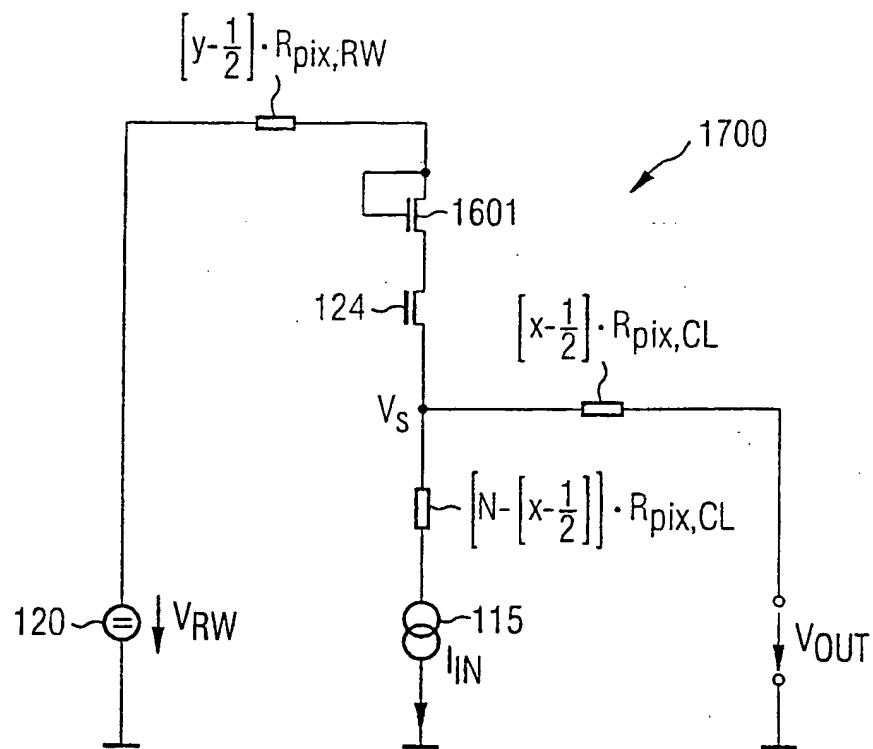 [y-1/2]·Rpix,RW
1700
1601
124
[x-1/2]·Rpix,CL
VS
[N-[x-1/2]]·Rpix,CL
120
VRW
115
IIN
VOUT